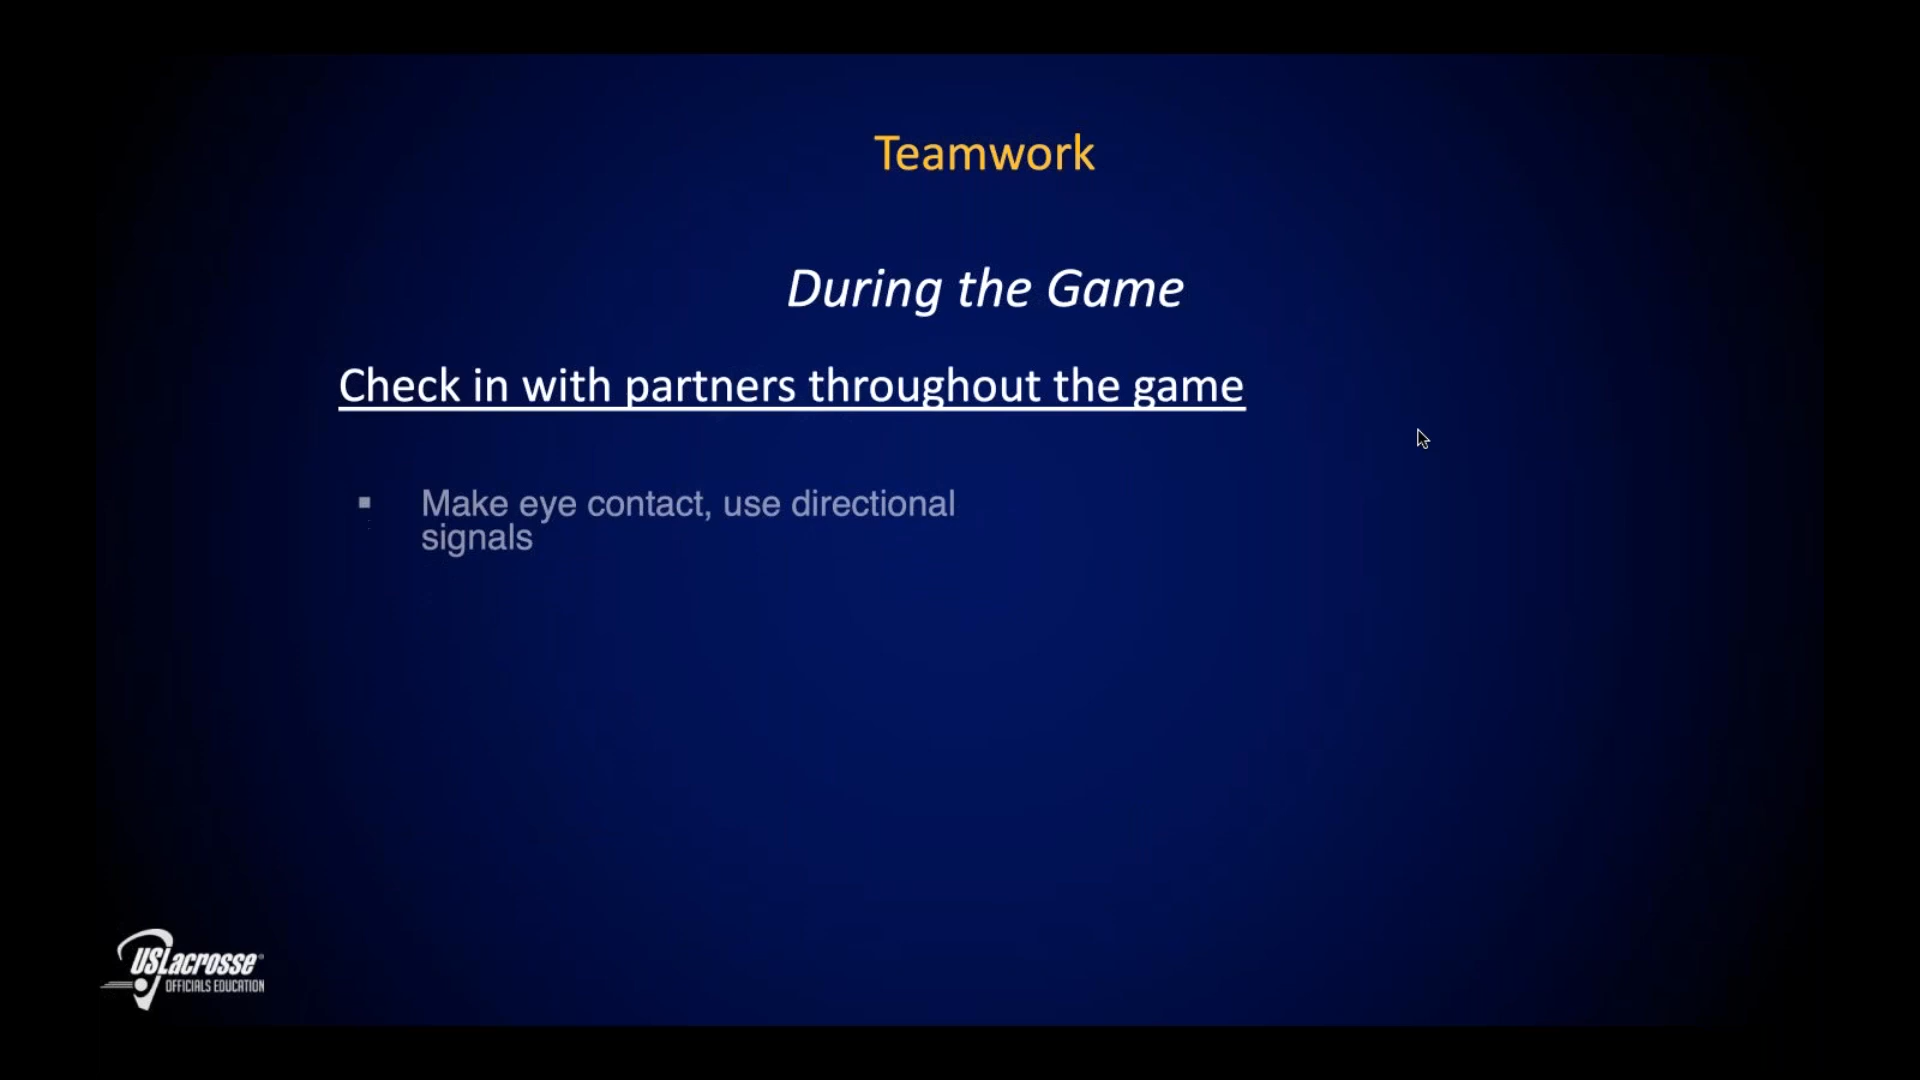 Teamwork
During the Game
Check in with partners throughout the game
▪ Make eye contact, use directional
signals
USLacrosse®
OFFICIALS EDUCATION